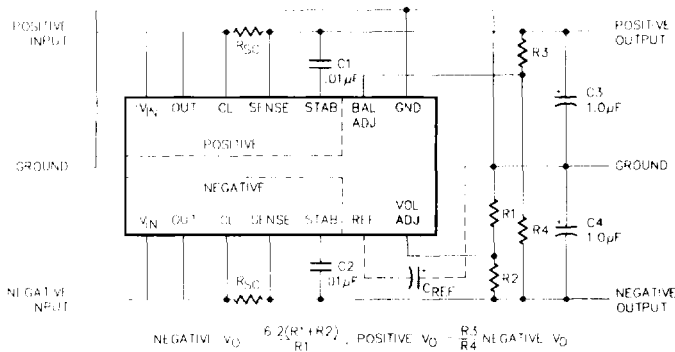 POSITIVE INPUT
RSC
C1
.01µF
R3
POSITIVE OUTPUT
C3
1.0µF
VIN OUT CL SENSE STAB BAL ADJ GND
POSITIVE
GROUND
GROUND
NEGATIVE
VIN OUT CL SENSE STAB REF VOL ADJ
R1
R4
C4
1.0µF
RSC
C2
.01µF
CREF
R2
NEGATIVE INPUT
NEGATIVE OUTPUT
NEGATIVE VO 6.2(R1+R2) / R1 , POSITIVE VO = R3 / R4 NEGATIVE VO